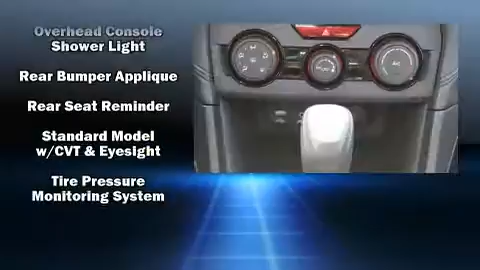 Overhead Console
Shower Light
Rear Bumper Applique
Rear Seat Reminder
Standard Model
w/CVT & Eyesight
Tire Pressure
Monitoring System